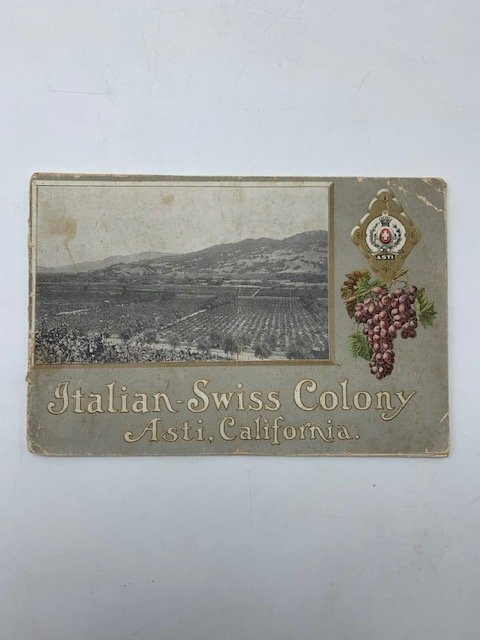 ASTI
Italian-Swiss Colony
Asti, California.